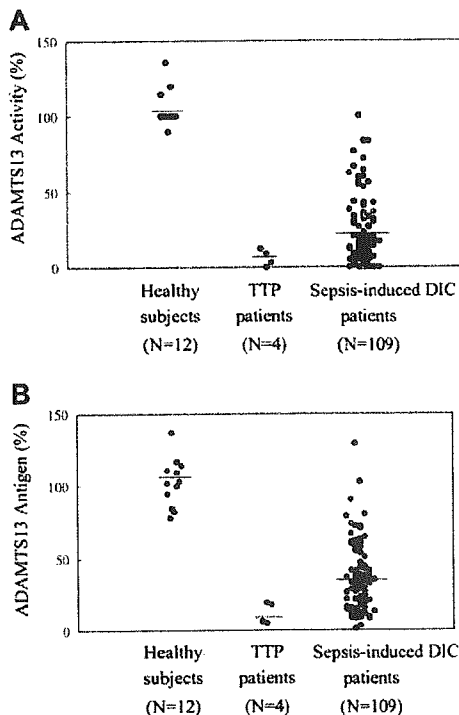 A
ADAMTS13 Activity (%)
150
100
50
0
Healthy TTP Sepsis-induced DIC
subjects patients patients
(N=12) (N=4) (N=109)
B
ADAMTS13 Antigen (%)
150
100
50
0
Healthy TTP Sepsis-induced DIC
subjects patients patients
(N=12) (N=4) (N=109)